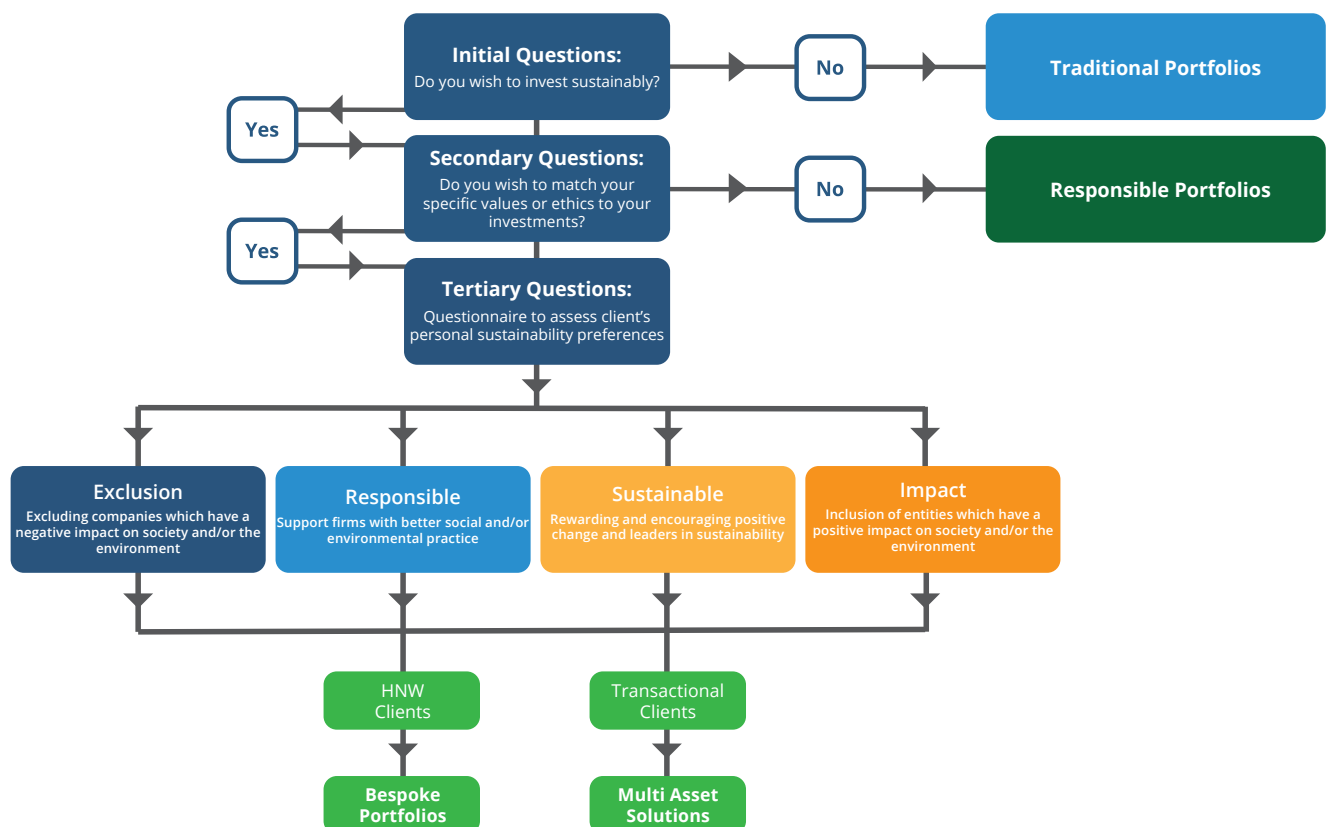 Initial Questions:
Do you wish to invest sustainably?
No
Traditional Portfolios
Yes
Secondary Questions:
Do you wish to match your
specific values or ethics to your
investments?
No
Responsible Portfolios
Yes
Tertiary Questions:
Questionnaire to assess client’s
personal sustainability preferences
Exclusion
Excluding companies which have a
negative impact on society and/or the
environment
Responsible
Support firms with better social and/or
environmental practice
Sustainable
Rewarding and encouraging positive
change and leaders in sustainability
Impact
Inclusion of entities which have a
positive impact on society and/or the
environment
HNW
Clients
Transactional
Clients
Bespoke
Portfolios
Multi Asset
Solutions